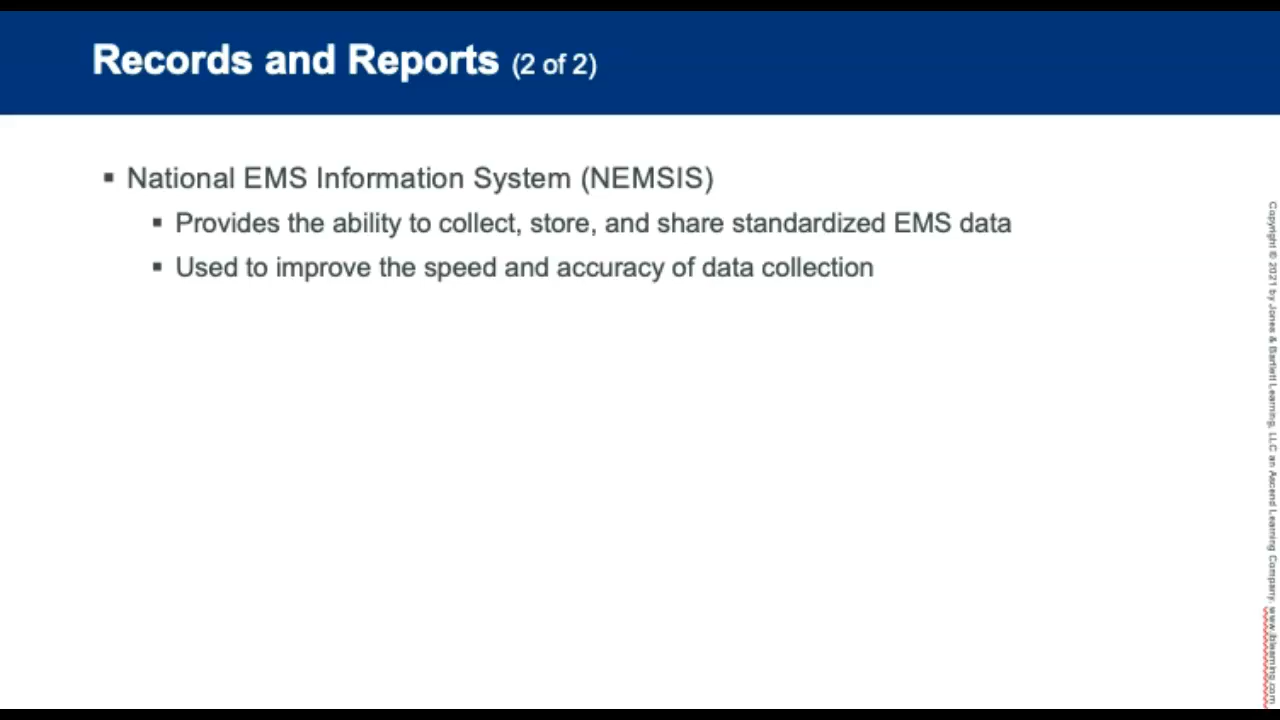 Records and Reports (2 of 2)
▪ National EMS Information System (NEMSIS)
▪ Provides the ability to collect, store, and share standardized EMS data
▪ Used to improve the speed and accuracy of data collection
Copyright © 2021 by Jones & Bartlett Learning, LLC an Ascend Learning Company. www.jblearning.com